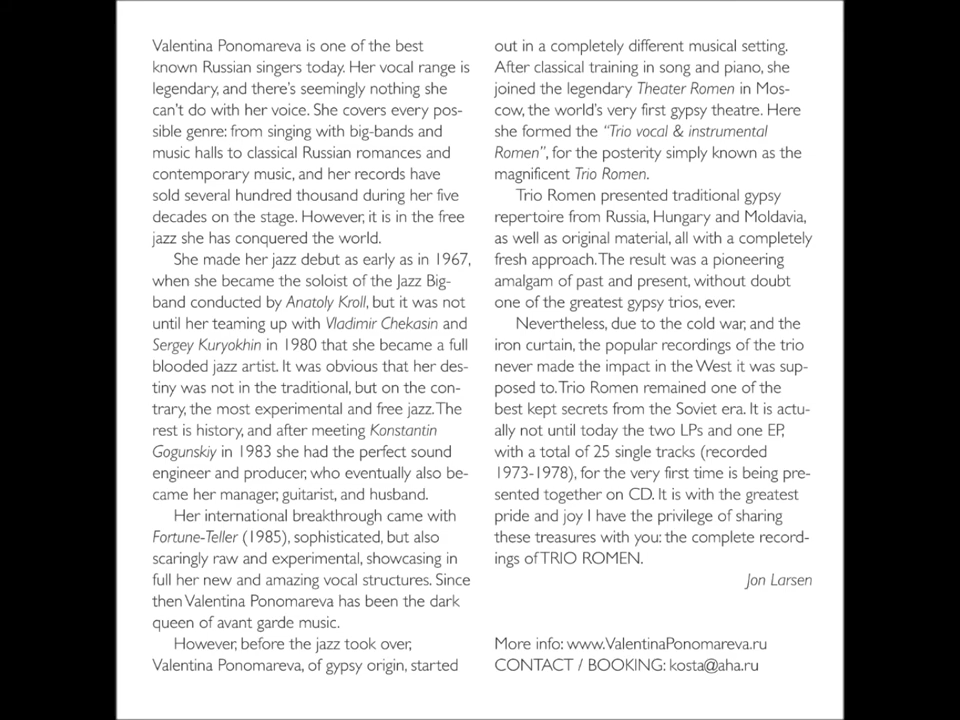 Valentina Ponomareva is one of the best
known Russian singers today. Her vocal range is
legendary, and there's seemingly nothing she
can't do with her voice. She covers every pos-
sible genre: from singing with big-bands and
music halls to classical Russian romances and
contemporary music, and her records have
sold several hundred thousand during her five
decades on the stage. However, it is in the free
jazz she has conquered the world.
She made her jazz debut as early as in 1967,
when she became the soloist of the Jazz Big-
band conducted by Anatoly Kroll, but it was not
until her teaming up with Vladimir Chekasin and
Sergey Kuryokhin in 1980 that she became a full
blooded jazz artist. It was obvious that her des-
tiny was not in the traditional, but on the con-
trary, the most experimental and free jazz. The
rest is history, and after meeting Konstantin
Gogunskiy in 1983 she had the perfect sound
engineer and producer, who eventually also be-
came her manager, guitarist, and husband.
Her international breakthrough came with
Fortune-Teller (1985), sophisticated, but also
scaringly raw and experimental, showcasing in
full her new and amazing vocal structures. Since
then Valentina Ponomareva has been the dark
queen of avant garde music.
However, before the jazz took over,
Valentina Ponomareva, of gypsy origin, started
out in a completely different musical setting.
After classical training in song and piano, she
joined the legendary Theater Romen in Mos-
cow, the world's very first gypsy theatre. Here
she formed the "Trio vocal & instrumental
Romen", for the posterity simply known as the
magnificent Trio Romen.
Trio Romen presented traditional gypsy
repertoire from Russia, Hungary and Moldavia,
as well as original material, all with a completely
fresh approach. The result was a pioneering
amalgam of past and present, without doubt
one of the greatest gypsy trios, ever.
Nevertheless, due to the cold war, and the
iron curtain, the popular recordings of the trio
never made the impact in the West it was sup-
posed to. Trio Romen remained one of the
best kept secrets from the Soviet era. It is actu-
ally not until today the two LPs and one EP,
with a total of 25 single tracks (recorded
1973-1978), for the very first time is being pre-
sented together on CD. It is with the greatest
pride and joy I have the privilege of sharing
these treasures with you: the complete record-
ings of TRIO ROMEN.
Jon Larsen
More info: www.ValentinaPonomareva.ru
CONTACT / BOOKING: kosta@aha.ru